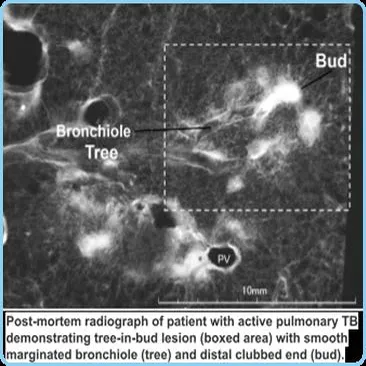 Bud
Bronchiole
Tree
PV
10mm
Post-mortem radiograph of patient with active pulmonary TB
demonstrating tree-in-bud lesion (boxed area) with smooth
marginated bronchiole (tree) and distal clubbed end (bud).